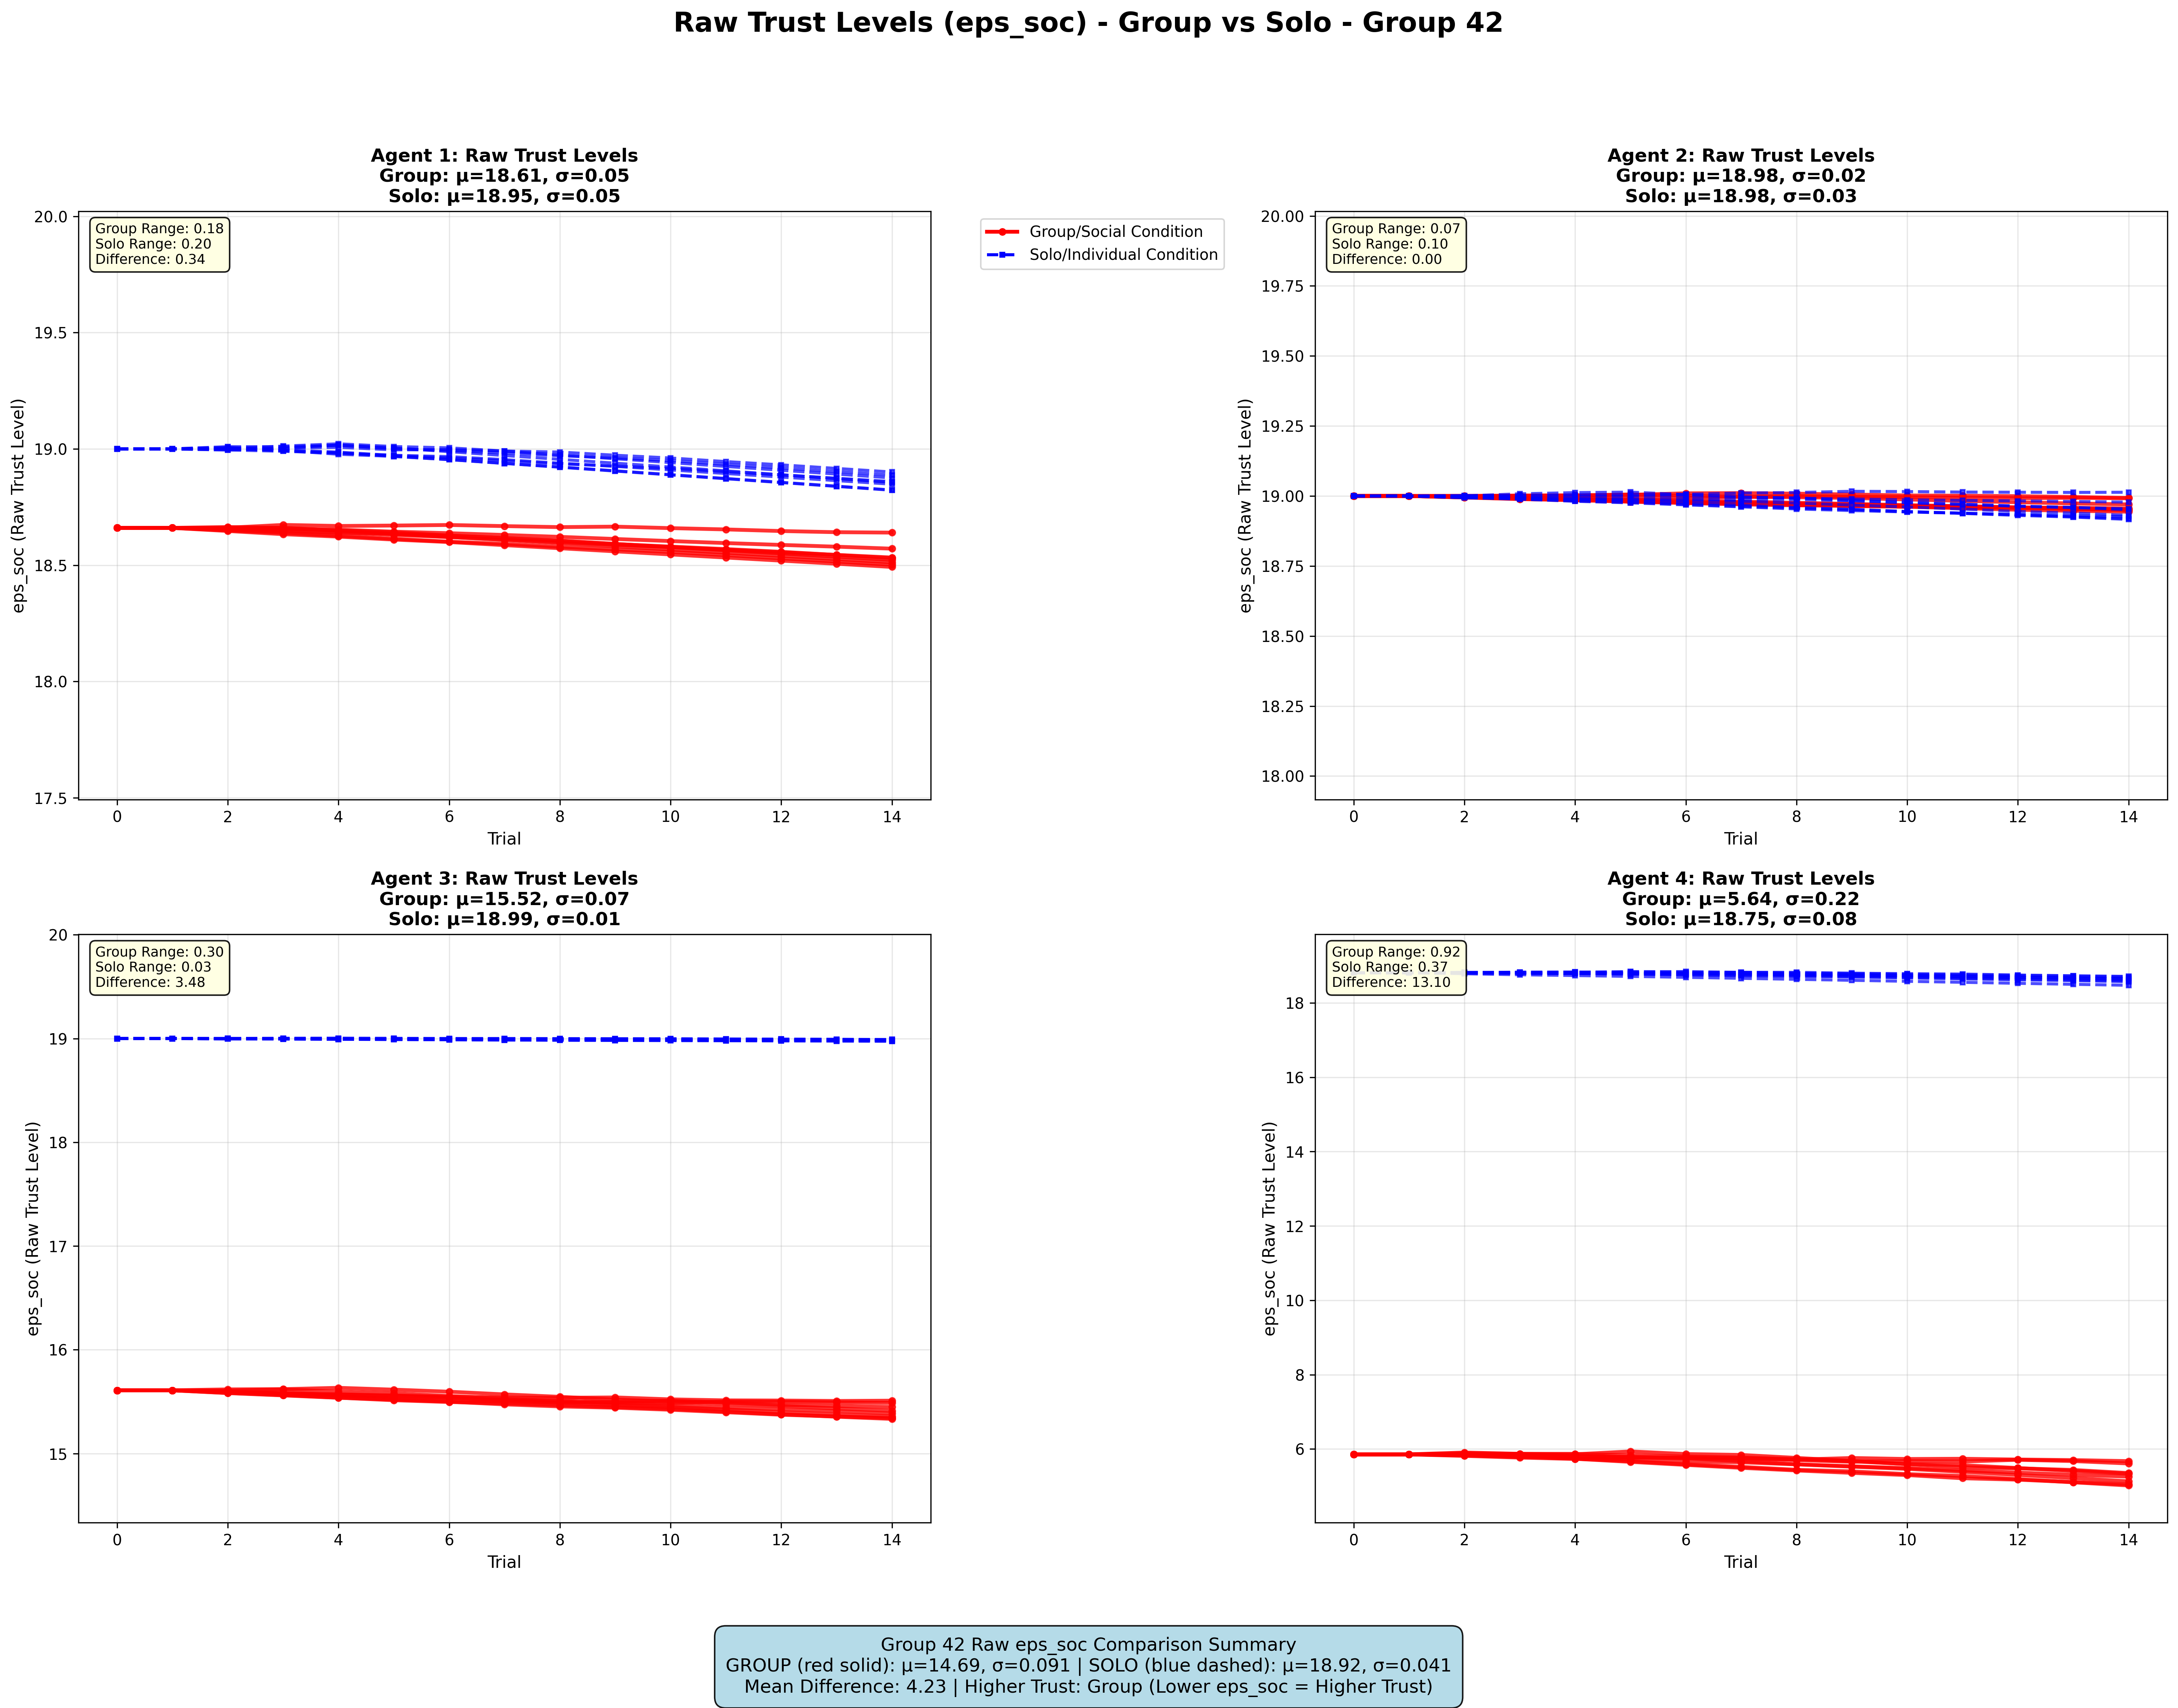 Raw Trust Levels (eps_soc) - Group vs Solo - Group 42
Agent 1: Raw Trust Levels
Group: μ=18.61, σ=0.05
Solo: μ=18.95, σ=0.05
Group Range: 0.18
Solo Range: 0.20
Difference: 0.34
20.0
19.5
19.0
18.5
18.0
17.5
eps_soc (Raw Trust Level)
0 2 4 6 8 10 12 14
Trial
Group/Social Condition
Solo/Individual Condition
Agent 2: Raw Trust Levels
Group: μ=18.98, σ=0.02
Solo: μ=18.98, σ=0.03
Group Range: 0.07
Solo Range: 0.10
Difference: 0.00
20.00
19.75
19.50
19.25
19.00
18.75
18.50
18.25
18.00
eps_soc (Raw Trust Level)
0 2 4 6 8 10 12 14
Trial
Agent 3: Raw Trust Levels
Group: μ=15.52, σ=0.07
Solo: μ=18.99, σ=0.01
Group Range: 0.30
Solo Range: 0.03
Difference: 3.48
20
19
18
17
16
15
eps_soc (Raw Trust Level)
0 2 4 6 8 10 12 14
Trial
Agent 4: Raw Trust Levels
Group: μ=5.64, σ=0.22
Solo: μ=18.75, σ=0.08
Group Range: 0.92
Solo Range: 0.37
Difference: 13.10
18
16
14
12
10
8
6
eps_soc (Raw Trust Level)
0 2 4 6 8 10 12 14
Trial
Group 42 Raw eps_soc Comparison Summary
GROUP (red solid): μ=14.69, σ=0.091 | SOLO (blue dashed): μ=18.92, σ=0.041
Mean Difference: 4.23 | Higher Trust: Group (Lower eps_soc = Higher Trust)